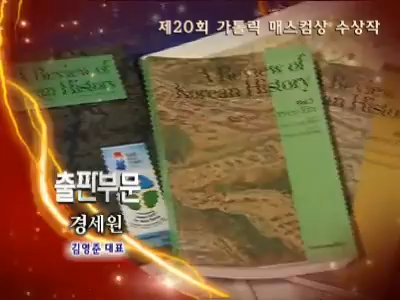 제20회 가톨릭 매스컴상 수상작
A Review of
Korean History
A Review of
Korean History
출판부문
경세원
김영준 대표